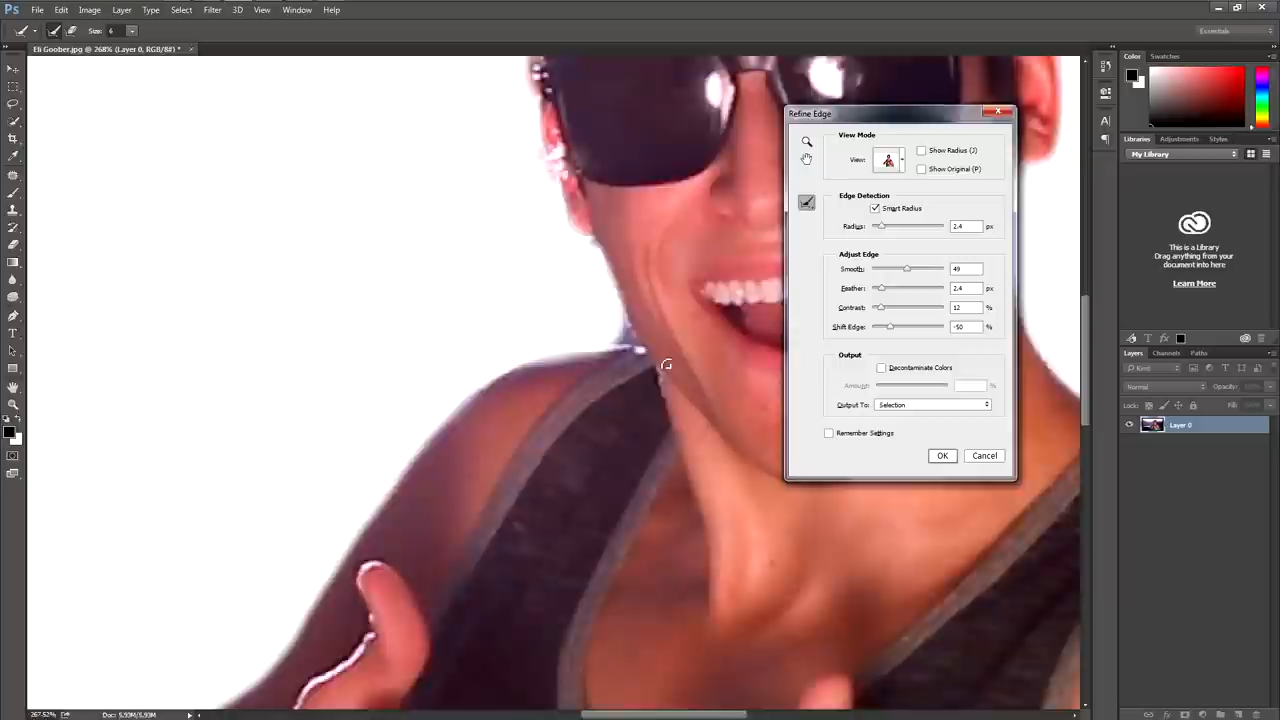 Ps File Edit Image Layer Type Select Filter 3D View Window Help
Size: 6
Essentials
Eli Goober.jpg @ 268% (Layer 0, RGB/8#) * ×
Color Swatches
Refine Edge
View Mode
View:
Show Radius (J)
Show Original (P)
Edge Detection
Smart Radius
Radius: 2.4 px
Adjust Edge
Smooth: 49
Feather: 2.4 px
Contrast: 12 %
Shift Edge: -50 %
Output
Decontaminate Colors
Amount: %
Output To: Selection
Remember Settings
OK Cancel
Libraries Adjustments Styles
My Library
This is a Library
Drag anything from your
document into here
Learn More
Layers Channels Paths
Kind
Normal Opacity:
Lock: Fill:
Layer 0
267.52% Doc: 5.93M/5.93M